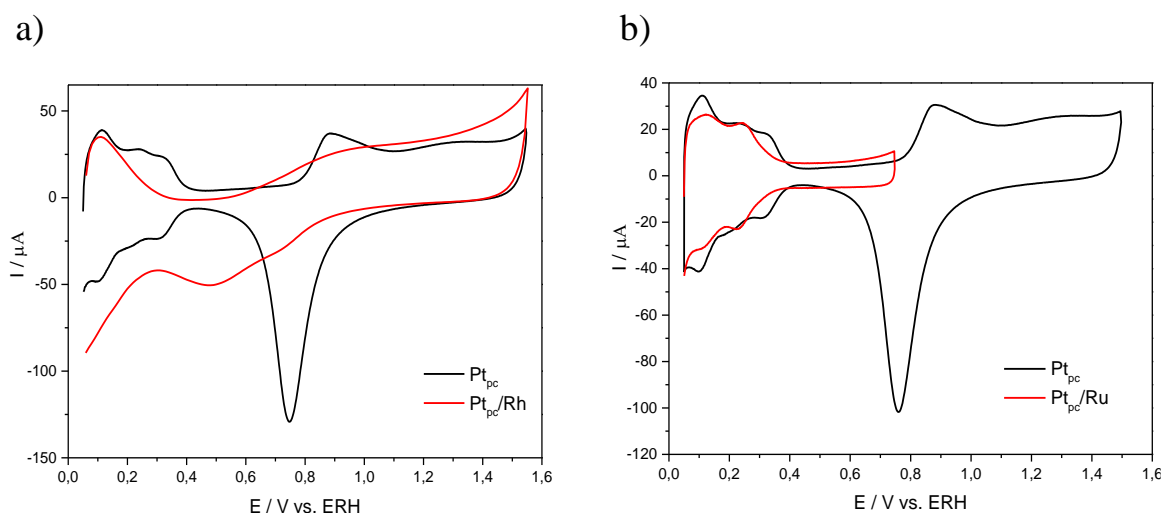 a)
I / µA
50
0
-50
-100
-150
0,0 0,2 0,4 0,6 0,8 1,0 1,2 1,4 1,6
E / V vs. ERH
Pt_pc
Pt_pc/Rh
b)
I / µA
40
20
0
-20
-40
-60
-80
-100
-120
0,0 0,2 0,4 0,6 0,8 1,0 1,2 1,4 1,6
E / V vs. ERH
Pt_pc
Pt_pc/Ru